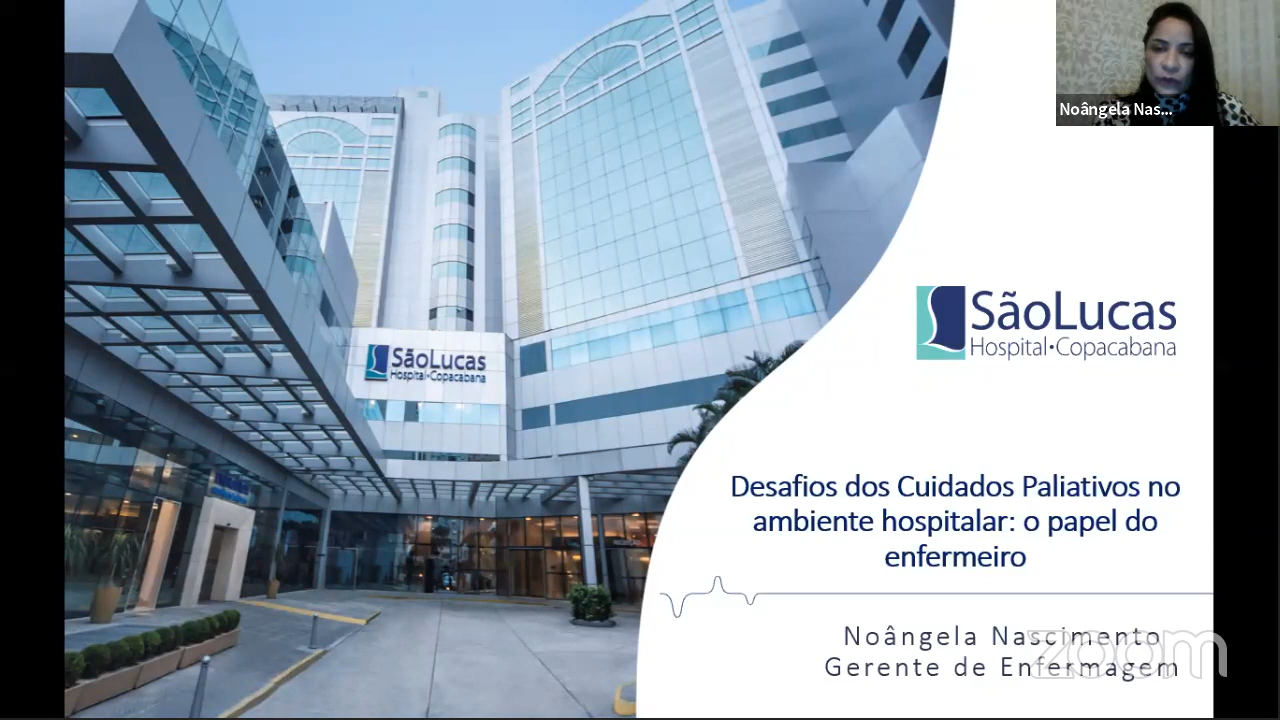 Noângela Nas...
SãoLucas
Hospital•Copacabana
SãoLucas
Hospital•Copacabana
Desafios dos Cuidados Paliativos no
ambiente hospitalar: o papel do
enfermeiro
Noângela Nascimento
Gerente de Enfermagem
zoom